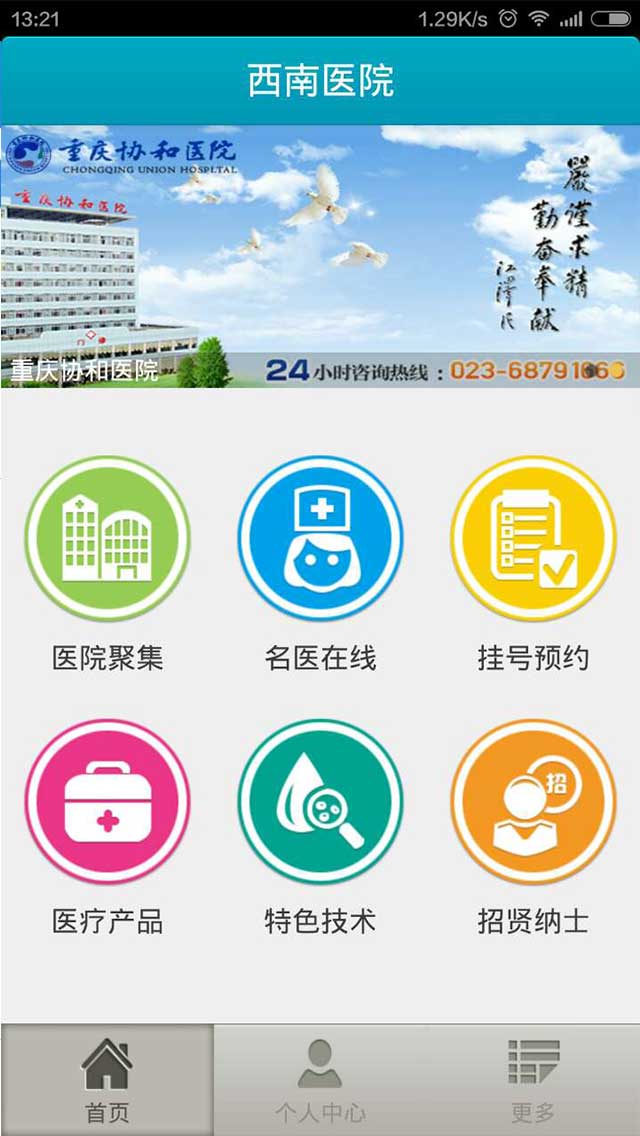 13:21
1.29K/s
西南医院
重庆协和医院
CHONGQING UNION HOSPLTAL
重庆协和医院
嚴谨求精
勤奋奉献
江泽民
重庆协和医院
24小时咨询热线：023-68791
医院聚集
名医在线
挂号预约
招
医疗产品
特色技术
招贤纳士
首页
个人中心
更多